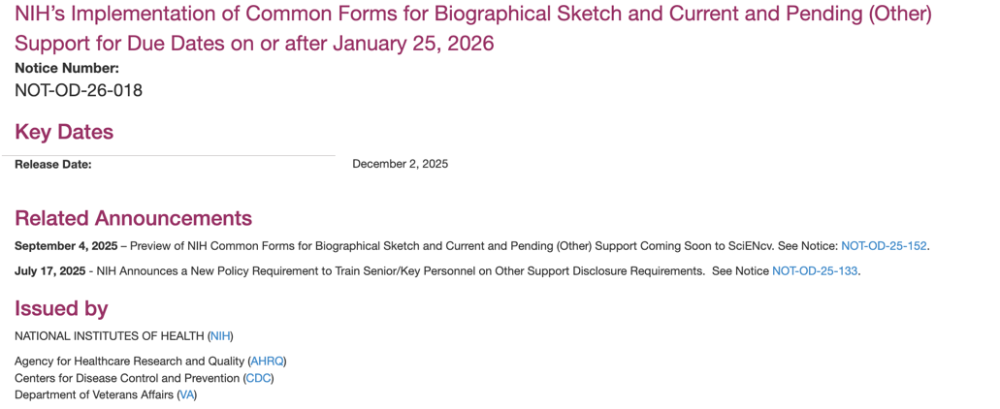 NIH's Implementation of Common Forms for Biographical Sketch and Current and Pending (Other)
Support for Due Dates on or after January 25, 2026
Notice Number:
NOT-OD-26-018
Key Dates
Release Date: December 2, 2025
Related Announcements
September 4, 2025 – Preview of NIH Common Forms for Biographical Sketch and Current and Pending (Other) Support Coming Soon to SciENcv. See Notice: NOT-OD-25-152.
July 17, 2025 - NIH Announces a New Policy Requirement to Train Senior/Key Personnel on Other Support Disclosure Requirements.  See Notice NOT-OD-25-133.
Issued by
NATIONAL INSTITUTES OF HEALTH (NIH)
Agency for Healthcare Research and Quality (AHRQ)
Centers for Disease Control and Prevention (CDC)
Department of Veterans Affairs (VA)